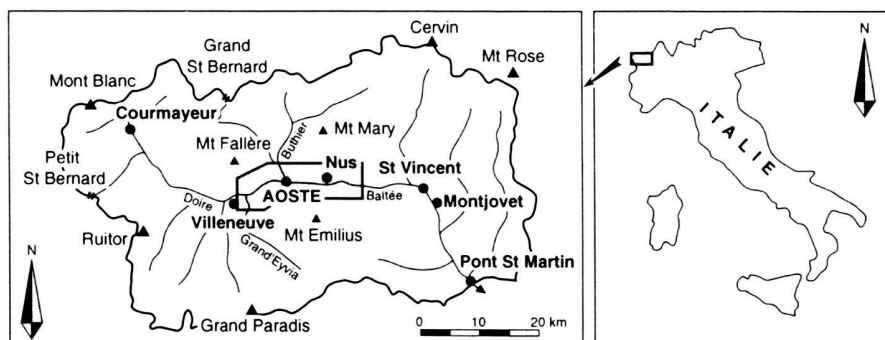 Cervin
Grand
St Bernard
Mt Rose
Mont Blanc
Courmayeur
Mt Mary
Mt Fallère
Buthier
Petit
St Bernard
Nus
St Vincent
AOSTE
Baltée
Doire
Montjovet
Villeneuve
Ruitor
Mt Emilius
Grand'Eyvia
Pont St Martin
N
Grand Paradis
0 10 20 km
N
ITALIE